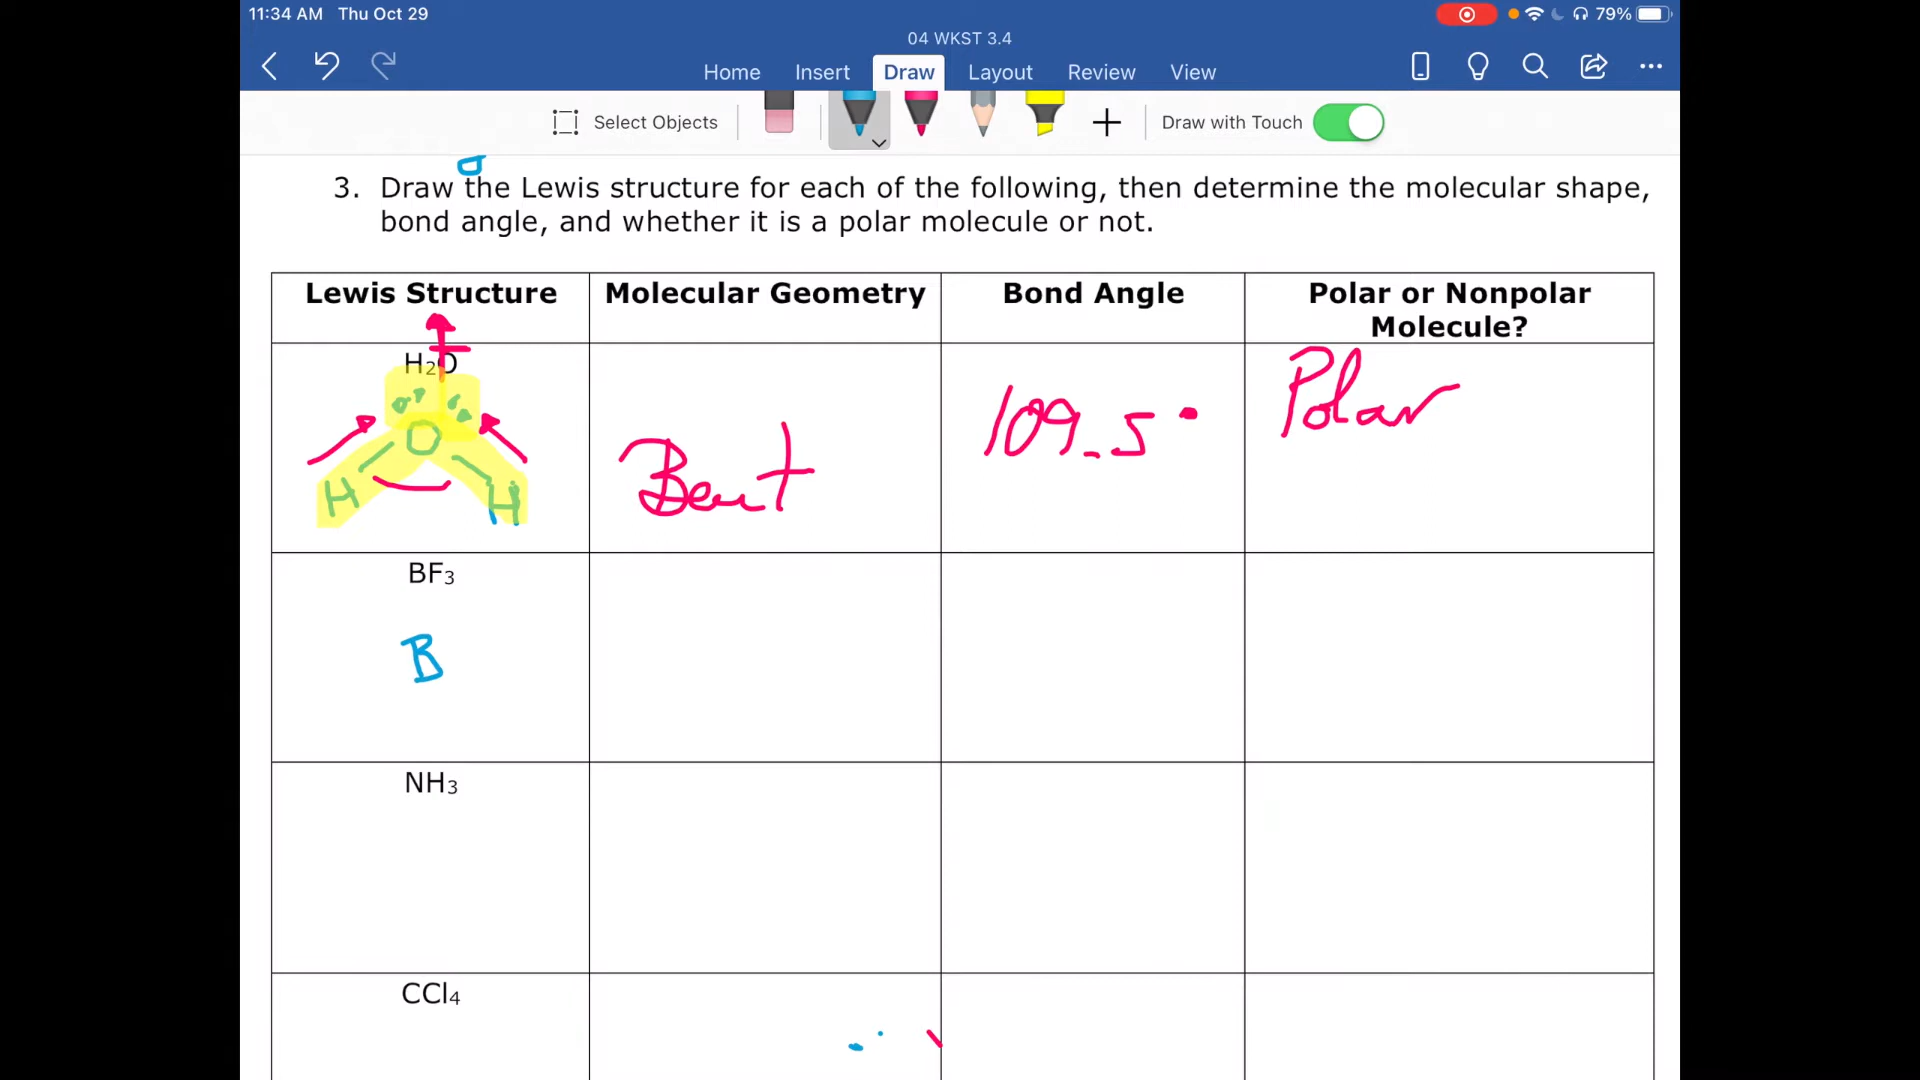 11:34 AM Thu Oct 29
79%
04 WKST 3.4
Home Insert Draw Layout Review View
Select Objects
Draw with Touch
3. Draw the Lewis structure for each of the following, then determine the molecular shape,
bond angle, and whether it is a polar molecule or not.
Lewis Structure Molecular Geometry Bond Angle Polar or Nonpolar
Molecule?
H₂O
O
H H
Bent
109.5°
Polar
BF₃
B
NH₃
CCl₄